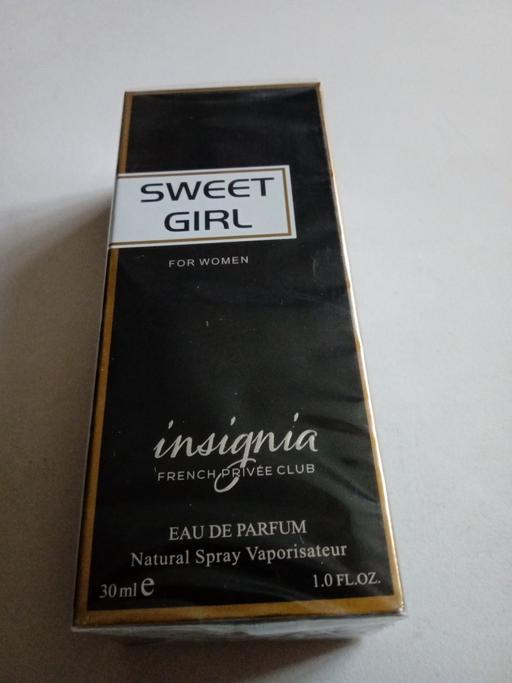 SWEET
GIRL
FOR WOMEN
insignia
FRENCH PRIVÉE CLUB
EAU DE PARFUM
Natural Spray Vaporisateur
30 ml e 1.0 FL.OZ.